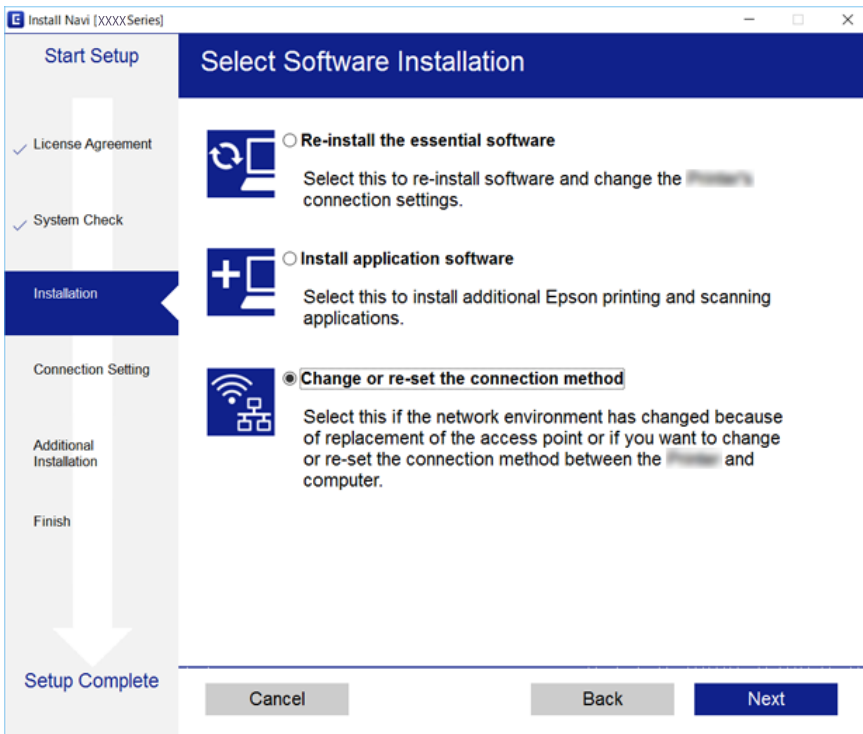 Install Navi [XXXX Series]
Start Setup
Select Software Installation
License Agreement
System Check
Installation
Connection Setting
Additional
Installation
Finish
Setup Complete
Re-install the essential software
Select this to re-install software and change the
connection settings.
Install application software
Select this to install additional Epson printing and scanning
applications.
Change or re-set the connection method
Select this if the network environment has changed because
of replacement of the access point or if you want to change
or re-set the connection method between the and
computer.
Cancel
Back
Next